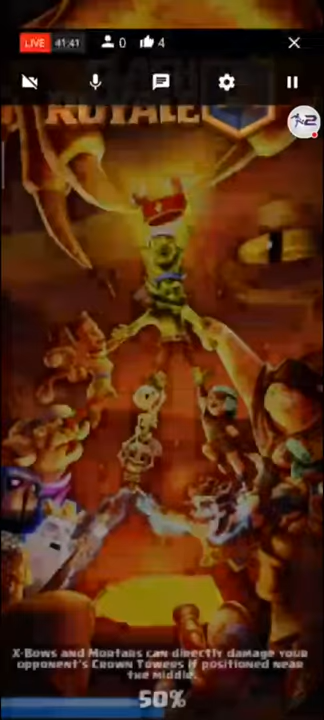 LIVE 41:41 0 4
2
ROYALE
X-Bows and Mortars can directly damage your
opponent's Crown Towers if positioned near
the middle.
50%